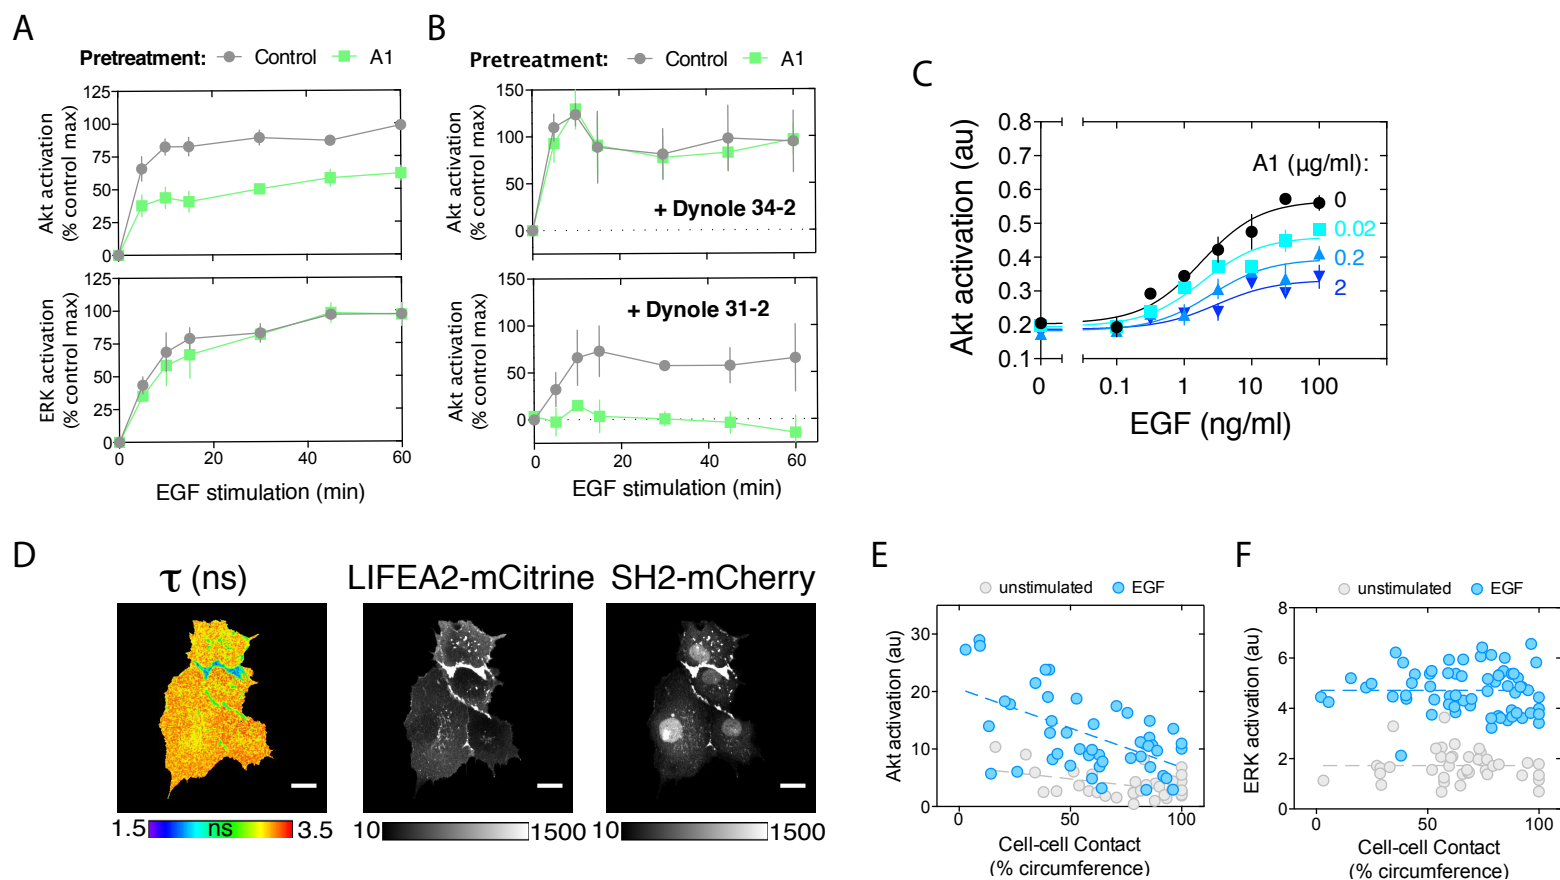 A
Pretreatment: Control A1
Akt activation
(% control max)
125
100
75
50
25
0
ERK activation
(% control max)
125
100
75
50
25
0
0 20 40 60
EGF stimulation (min)
B
Pretreatment: Control A1
Akt activation
(% control max)
150
100
50
0
+ Dynole 34-2
Akt activation
(% control max)
150
100
50
0
+ Dynole 31-2
0 20 40 60
EGF stimulation (min)
C
Akt activation (au)
0.8
0.7
0.6
0.5
0.4
0.3
0.2
0.1
A1 (µg/ml):
0
0.02
0.2
2
0 0.1 1 10 100
EGF (ng/ml)
D
τ (ns)
LIFEA2-mCitrine
SH2-mCherry
1.5 ns 3.5
10 1500
10 1500
E
unstimulated EGF
Akt activation (au)
30
20
10
0
0 50 100
Cell-cell Contact
(% circumference)
F
unstimulated EGF
ERK activation (au)
8
6
4
2
0
0 50 100
Cell-cell Contact
(% circumference)